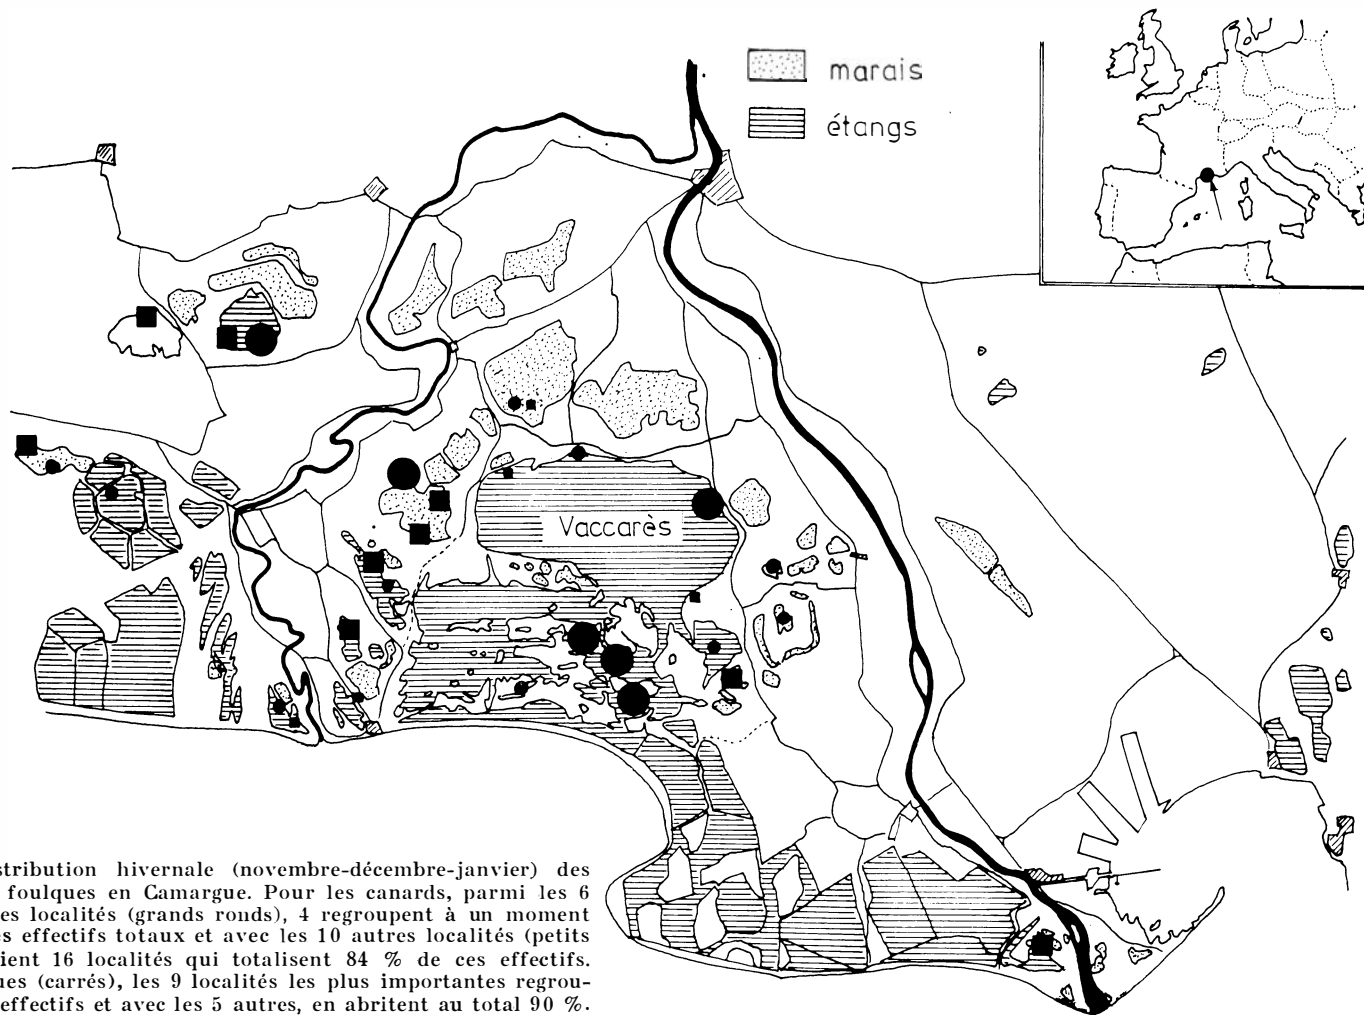 marais
étangs
Vaccarès
stribution hivernale (novembre-décembre-janvier) des
foulques en Camargue. Pour les canards, parmi les 6
es localités (grands ronds), 4 regroupent à un moment
es effectifs totaux et avec les 10 autres localités (petits
ient 16 localités qui totalisent 84 % de ces effectifs.
ues (carrés), les 9 localités les plus importantes regrou-
effectifs et avec les 5 autres, en abritent au total 90 %.